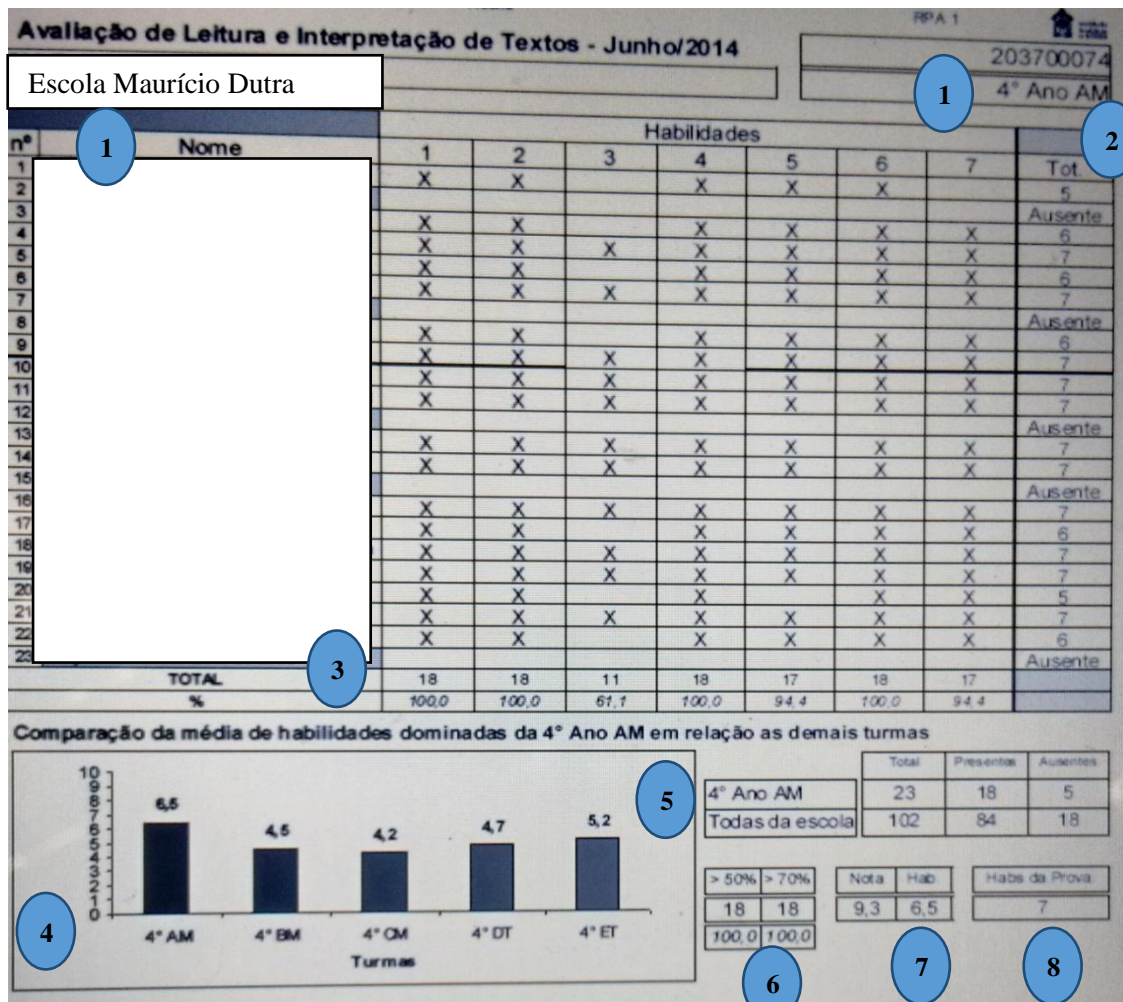 RPA 1
Avaliação de Leitura e Interpretação de Textos - Junho/2014
203700074
Escola Maurício Dutra
1
4° Ano AM
1
2
Habilidades
nº Nome 1 2 3 4 5 6 7 Tot.
1 X X X X X 5
2 Ausente
3 X X X X X X 6
4 X X X X X X X 7
5 X X X X X X 6
6 X X X X X X X 7
7 Ausente
8 X X X X X X 6
9 X X X X X X X 7
10 X X X X X X X 7
11 X X X X X X X 7
12 Ausente
13 X X X X X X X 7
14 X X X X X X X 7
15 Ausente
16 X X X X X X X 7
17 X X X X X X 6
18 X X X X X X X 7
19 X X X X X X X 7
20 X X X X X 5
21 X X X X X X X 7
22 X X X X X X 6
23 Ausente
3
TOTAL 18 18 11 18 17 18 17
% 100,0 100,0 61,1 100,0 94,4 100,0 94,4
Comparação da média de habilidades dominadas da 4° Ano AM em relação as demais turmas
10
9
8
7
6
5
4
3
2
1
0
6,5 4,5 4,2 4,7 5,2
4° AM 4° BM 4° CM 4° DT 4° ET
Turmas
4
5
Total Presentes Ausentes
4° Ano AM 23 18 5
Todas da escola 102 84 18
> 50% > 70%
18 18
100,0 100,0
6
Nota Hab
9,3 6,5
7
Habs da Prova
7
8